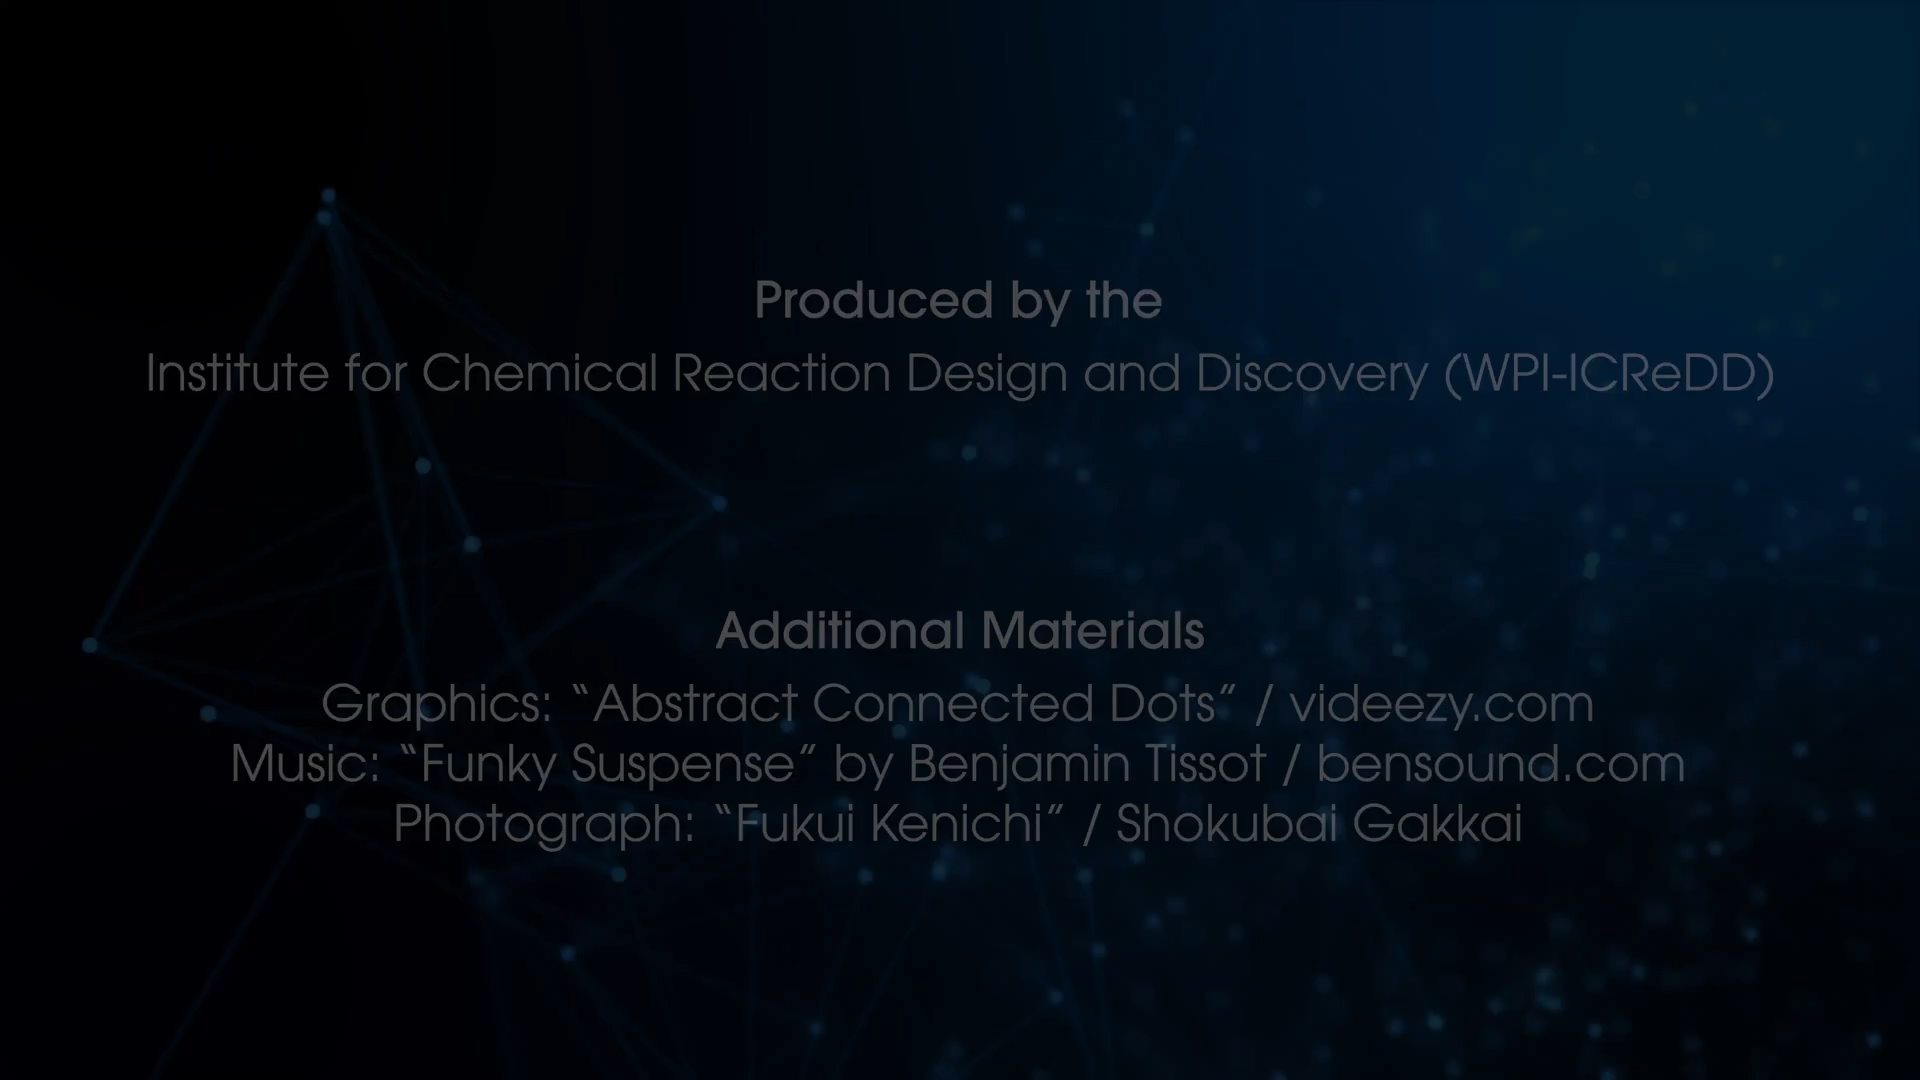 Produced by the
Institute for Chemical Reaction Design and Discovery (WPI-ICReDD)
Additional Materials
Graphics: “Abstract Connected Dots” / videezy.com
Music: “Funky Suspense” by Benjamin Tissot / bensound.com
Photograph: “Fukui Kenichi” / Shokubai Gakkai